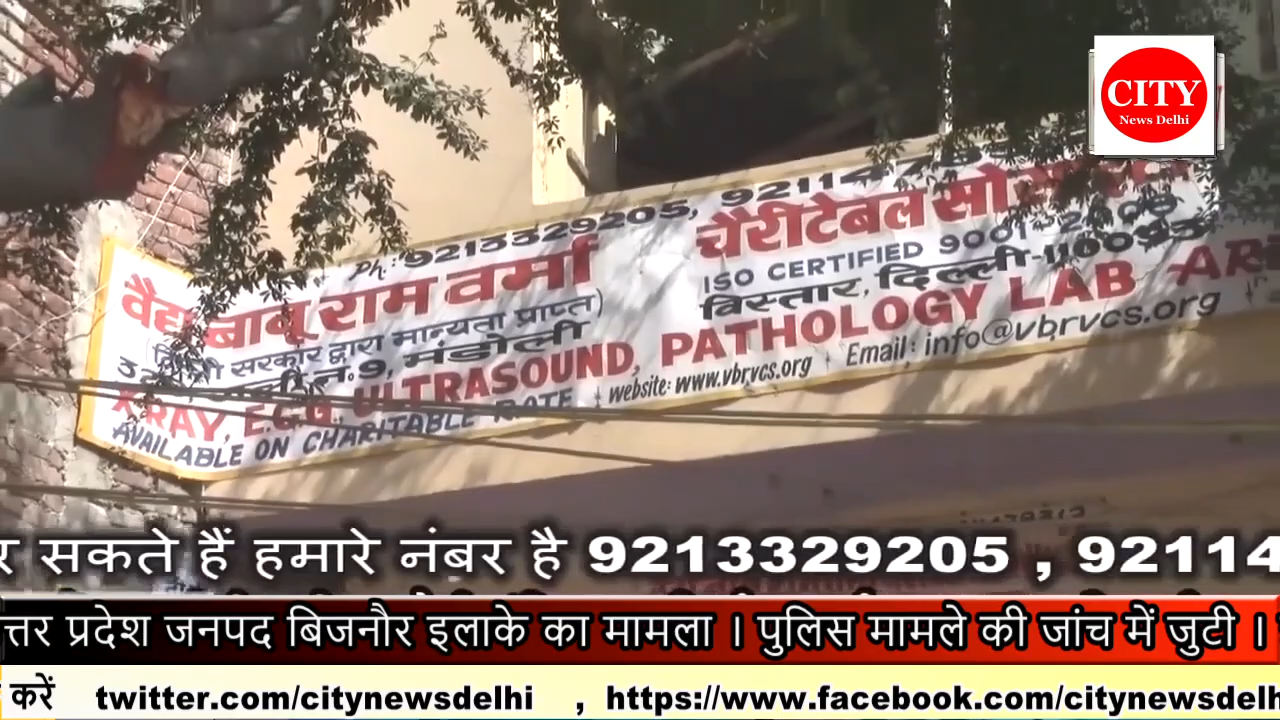 CITY
News Delhi
Ph.: 9213329205, 92114
वैद्य बाबू राम वर्मा चैरीटेबल
सरकार द्वारा मान्यता प्राप्त) ISO CERTIFIED 9001-2008
नं.9, मंडोली विस्तार, दिल्ली-110093
X-RAY, E.C.G, ULTRASOUND, PATHOLOGY LAB
AVAILABLE ON CHARITABLE RATE website: www.vbrvcs.org Email: info@vbrvcs.org
सकते हैं हमारे नंबर है 9213329205 , 92114
त्तर प्रदेश जनपद बिजनौर इलाके का मामला । पुलिस मामले की जांच में जुटी ।
करें twitter.com/citynewsdelhi , https://www.facebook.com/citynewsdelh